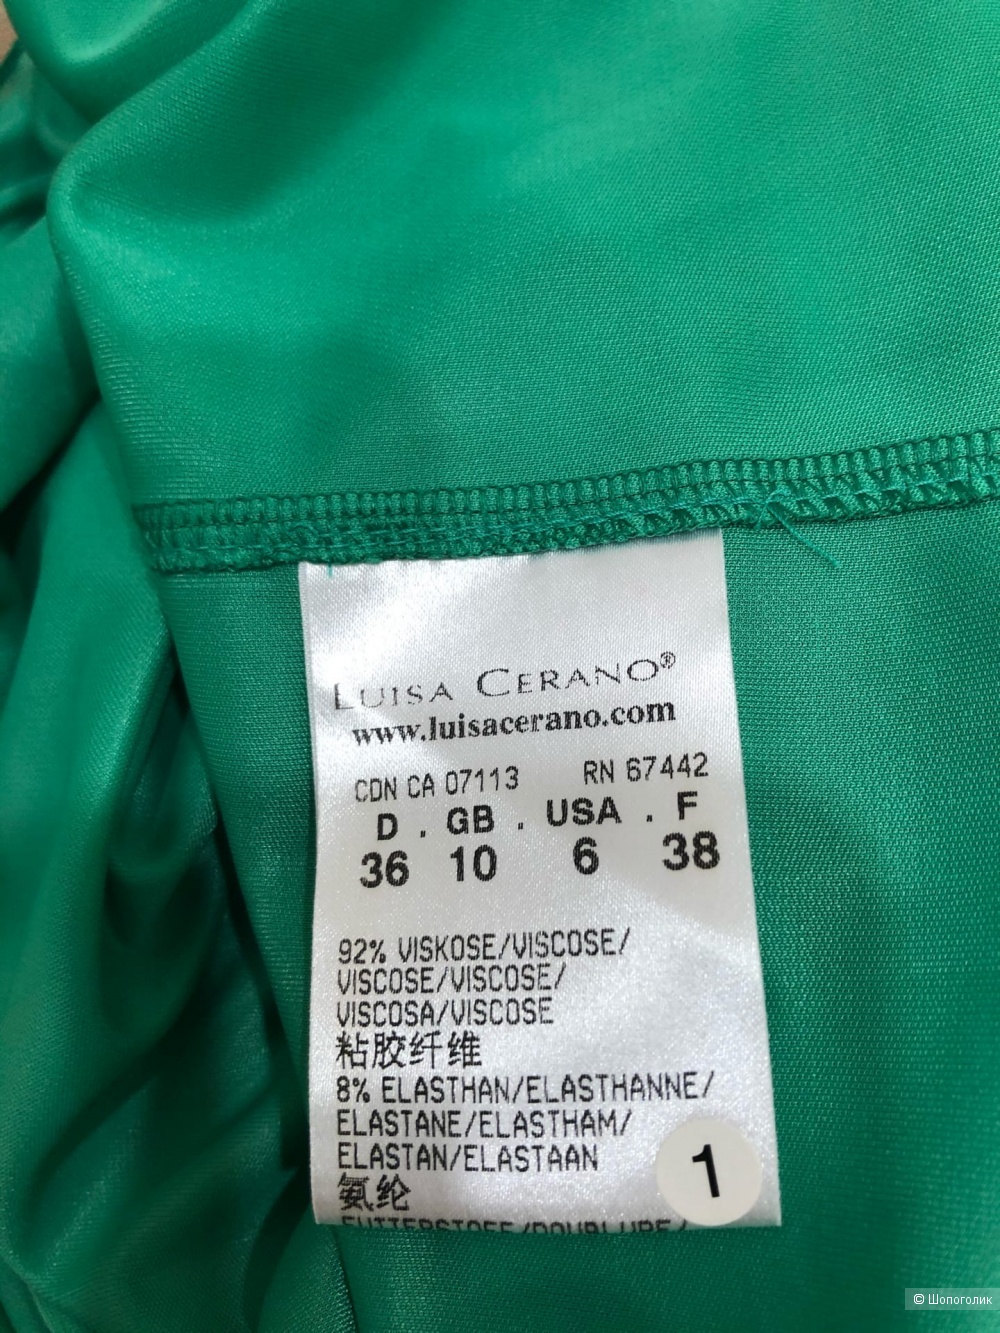 LUISA CERANO®
www.luisacerano.com
CDN CA 07113 RN 67442
D . GB . USA . F
36 10 6 38
92% VISKOSE/VISCOSE/
VISCOSE/VISCOSE/
VISCOSA/VISCOSE
粘胶纤维
8% ELASTHAN/ELASTHANNE/
ELASTANE/ELASTHAM/
ELASTAN/ELASTAAN
氨纶
1
FUTTERSTOFF/DOUBLURE/
© Шопоголик